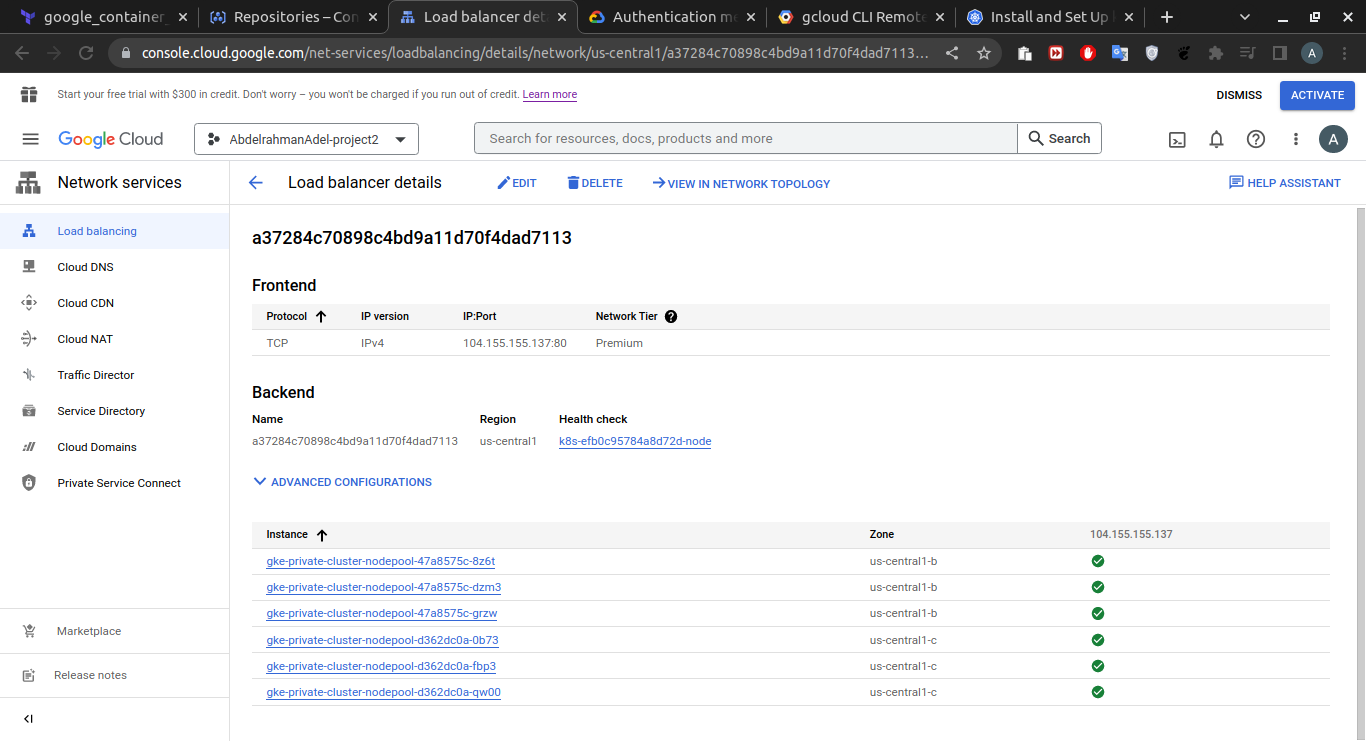 google_container_
Repositories – Con
Load balancer deta
Authentication me
gcloud CLI Remote
Install and Set Up
console.cloud.google.com/net-services/loadbalancing/details/network/us-central1/a37284c70898c4bd9a11d70f4dad7113...
A
Start your free trial with $300 in credit. Don't worry – you won't be charged if you run out of credit. Learn more
DISMISS
ACTIVATE
Google Cloud
AbdelrahmanAdel-project2
Search for resources, docs, products and more
Search
A
Network services
Load balancer details
EDIT
DELETE
VIEW IN NETWORK TOPOLOGY
HELP ASSISTANT
Load balancing
Cloud DNS
Cloud CDN
Cloud NAT
Traffic Director
Service Directory
Cloud Domains
Private Service Connect
Marketplace
Release notes
a37284c70898c4bd9a11d70f4dad7113
Frontend
Protocol IP version IP:Port Network Tier
TCP IPv4 104.155.155.137:80 Premium
Backend
Name Region Health check
a37284c70898c4bd9a11d70f4dad7113 us-central1 k8s-efb0c95784a8d72d-node
ADVANCED CONFIGURATIONS
Instance Zone 104.155.155.137
gke-private-cluster-nodepool-47a8575c-8z6t us-central1-b
gke-private-cluster-nodepool-47a8575c-dzm3 us-central1-b
gke-private-cluster-nodepool-47a8575c-grzw us-central1-b
gke-private-cluster-nodepool-d362dc0a-0b73 us-central1-c
gke-private-cluster-nodepool-d362dc0a-fbp3 us-central1-c
gke-private-cluster-nodepool-d362dc0a-qw00 us-central1-c